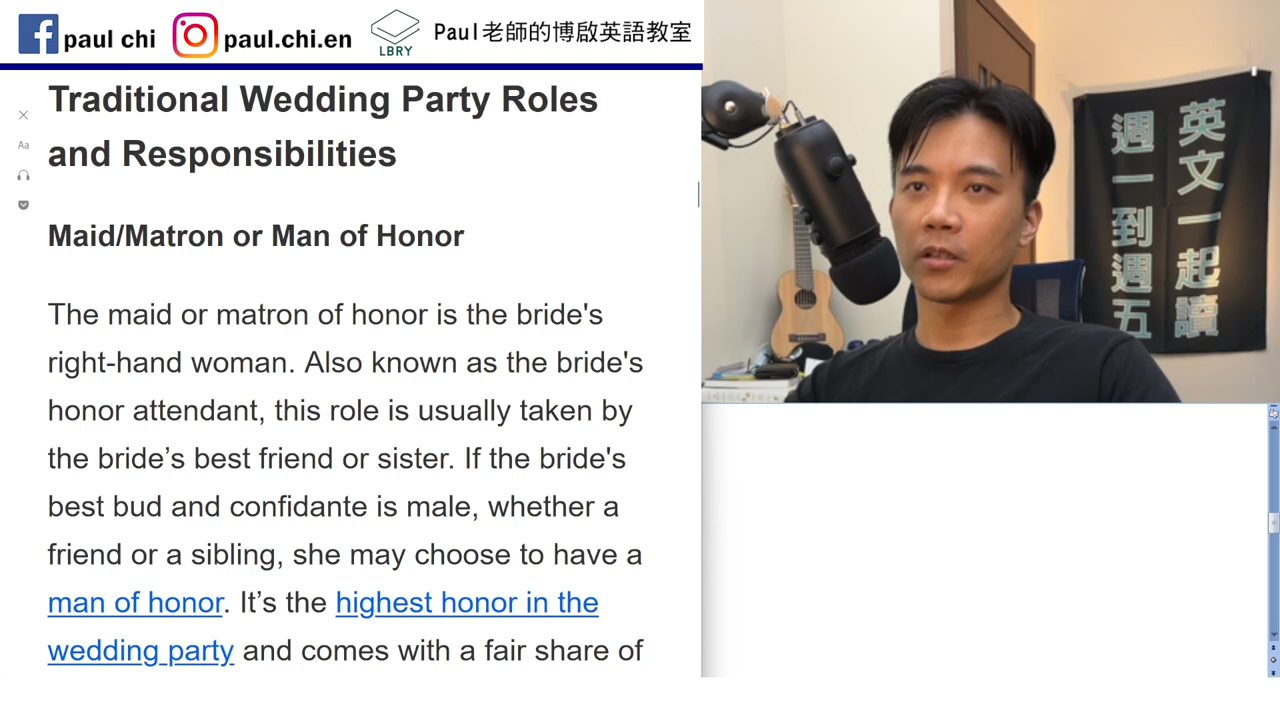 paul chi
paul.chi.en
LBRY
Paul老師的博啟英語教室
Traditional Wedding Party Roles
and Responsibilities
Aa
Maid/Matron or Man of Honor
The maid or matron of honor is the bride's
right-hand woman. Also known as the bride's
honor attendant, this role is usually taken by
the bride’s best friend or sister. If the bride's
best bud and confidante is male, whether a
friend or a sibling, she may choose to have a
man of honor. It’s the highest honor in the
wedding party and comes with a fair share of
英文一起讀
週一到週五